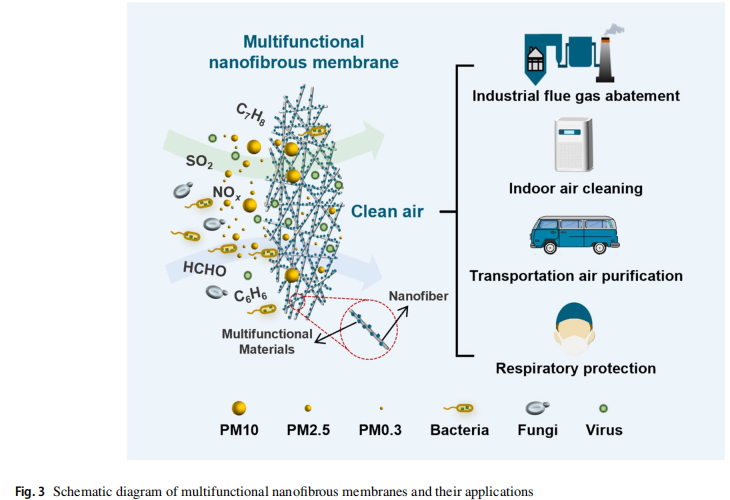 Multifunctional
nanofibrous membrane
C₇H₈
SO₂
NOₓ
HCHO
C₆H₆
Clean air
Nanofiber
Multifunctional
Materials
Industrial flue gas abatement
Indoor air cleaning
Transportation air purification
Respiratory protection
PM10 PM2.5 PM0.3 Bacteria Fungi Virus
Fig. 3 Schematic diagram of multifunctional nanofibrous membranes and their applications